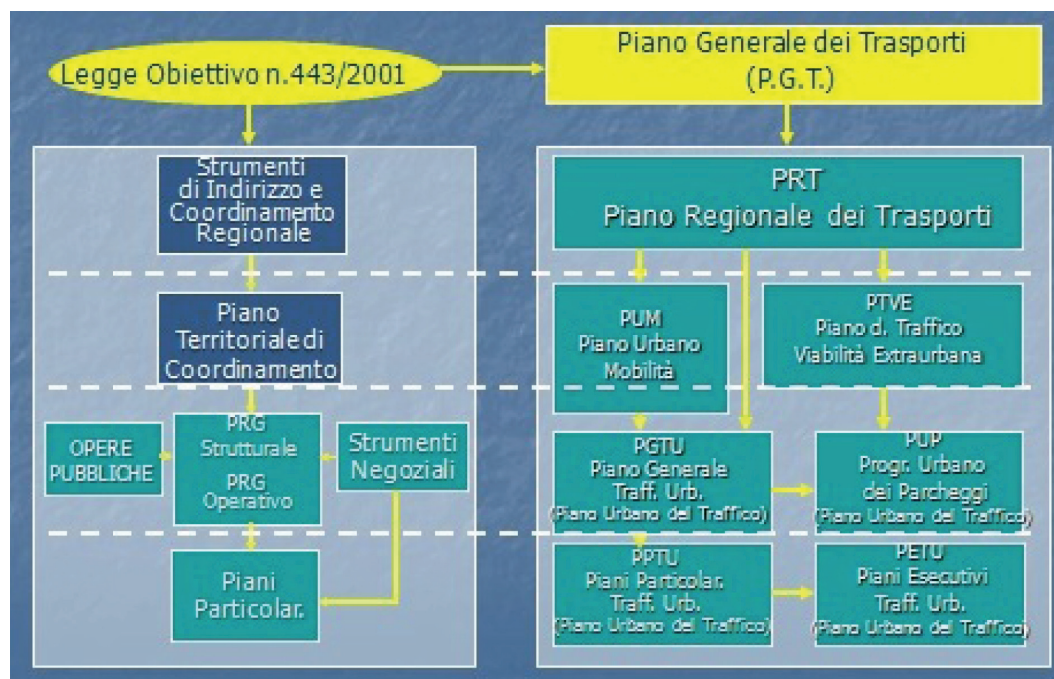 Legge Obiettivo n.443/2001
Piano Generale dei Trasporti
(P.G.T.)
Strumenti
di Indirizzo e
Coordinamento
Regionale
Piano
Territoriale di
Coordinamento
OPERE
PUBBLICHE
PRG
Strutturale
PRG
Operativo
Strumenti
Negoziali
Piani
Particolar.
PRT
Piano Regionale dei Trasporti
PUM
Piano Urbano
Mobilità
PTVE
Piano d. Traffico
Viabilità Extraurbana
PGTU
Piano Generale
Traff. Urb.
(Piano Urbano del Traffico)
PUP
Progr. Urbano
dei Parcheggi
(Piano Urbano del Traffico)
PPTU
Piani Particolar.
Traff. Urb.
(Piano Urbano del Traffico)
PETU
Piani Esecutivi
Traff. Urb.
(Piano Urbano del Traffico)